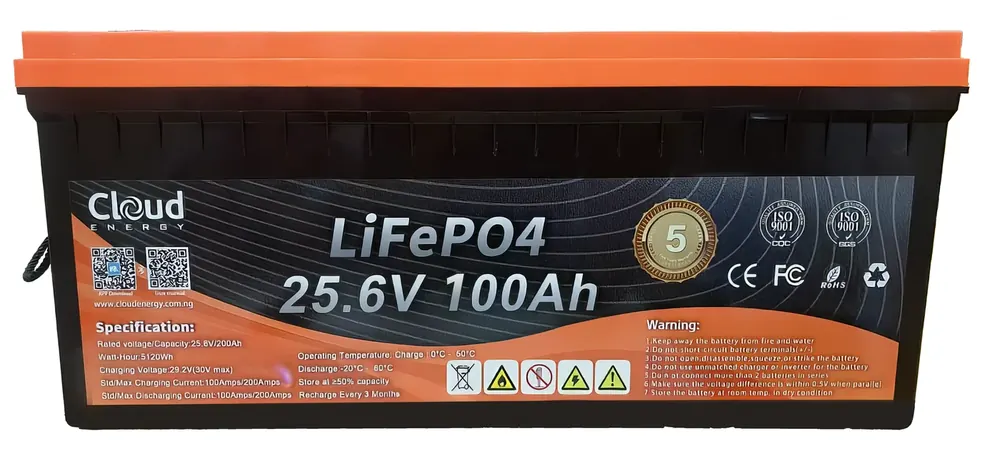 Cloud
ENERGY
www.cloudenergy.com.ng
LiFePO4
25.6V 100Ah
5
ISO
9001
CQC
ISO
9001
SGS
CE FC RoHS
Specification:
Rated voltage/Capacity:25.6V/200Ah
Watt-Hour:5120Wh
Charging Voltage:29.2V(30V max)
Std/Max Charging Current:100Amps/200Amps
Std/Max Discharging Current:100Amps/200Amps
Operating Temperature: Charge 0°C - 60°C
Discharge -20°C - 60°C
Store at ≥50% capacity
Recharge Every 3 Months
Warning:
1.Keep away the battery from fire and water
2.Do not short-circuit battery terminals(+/-)
3.Do not open,disassemble,squeeze or strike the battery
4.Do not use unmatched charger or inverter for the battery
5.Do not connect more than 2 batteries in series
6.Make sure the voltage difference is within 0.5V when parallel
7.Store the battery at room temp, in dry condition